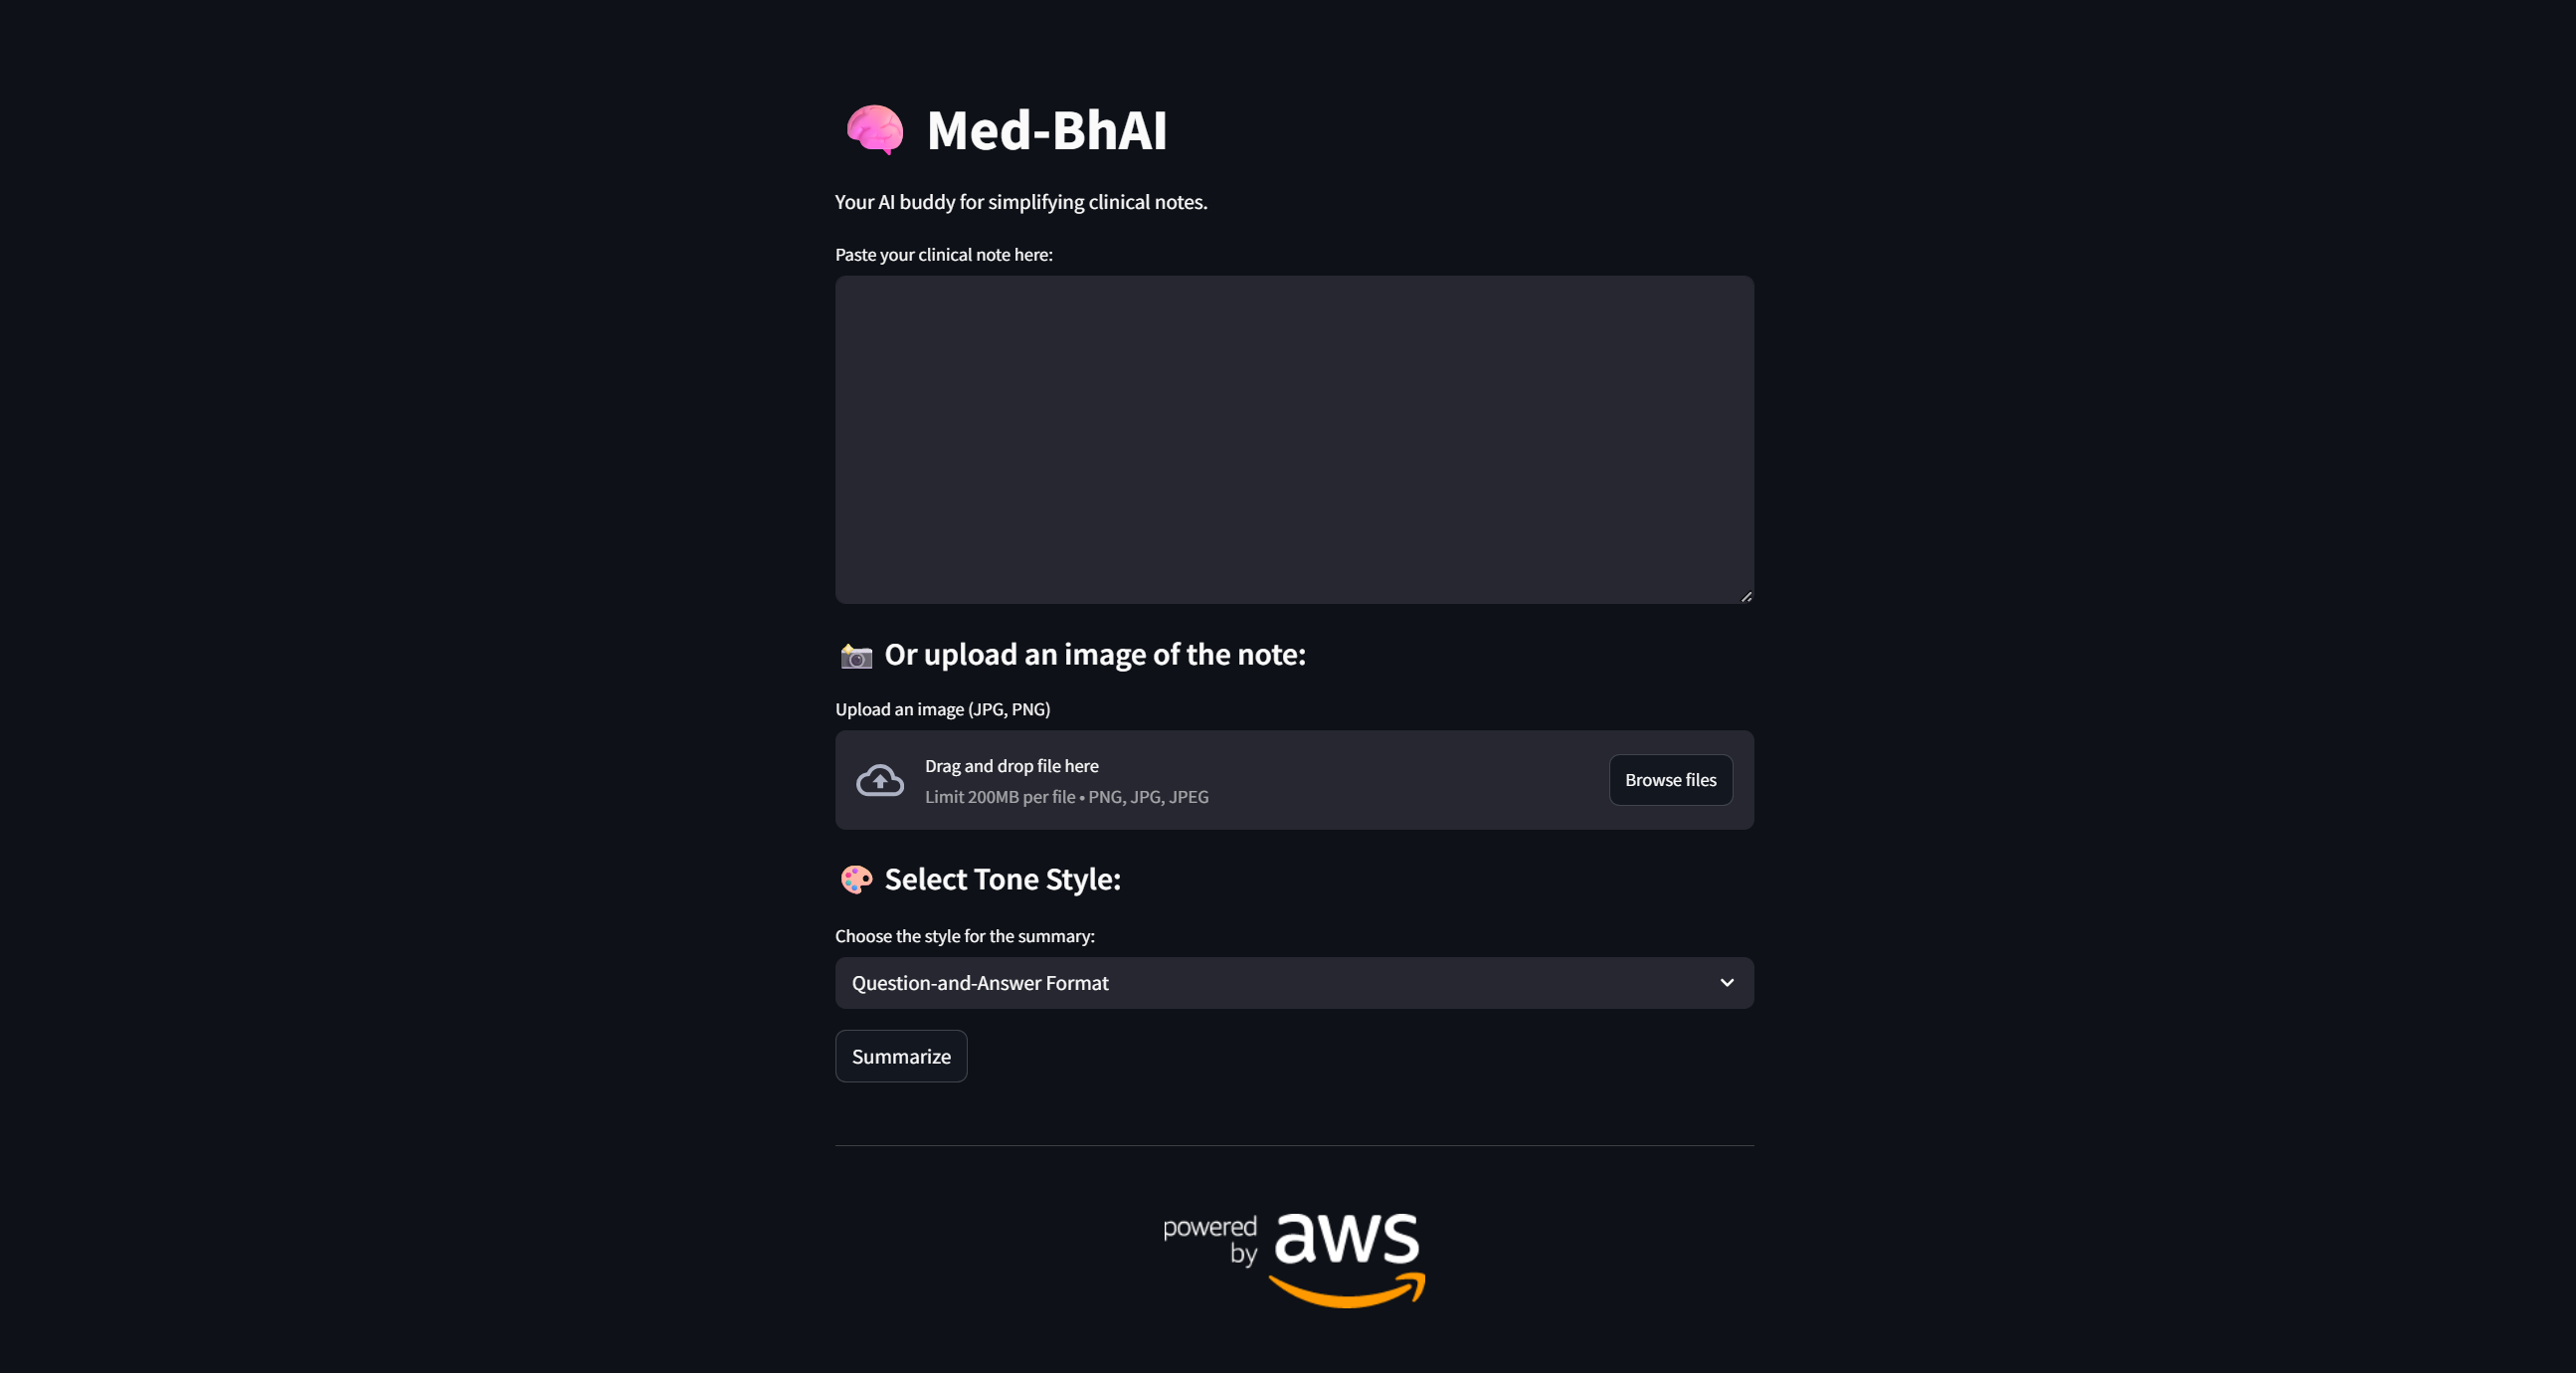 Med-BhAI
Your AI buddy for simplifying clinical notes.
Paste your clinical note here:
Or upload an image of the note:
Upload an image (JPG, PNG)
Drag and drop file here
Limit 200MB per file • PNG, JPG, JPEG
Browse files
Select Tone Style:
Choose the style for the summary:
Question-and-Answer Format
Summarize
powered
by
aws